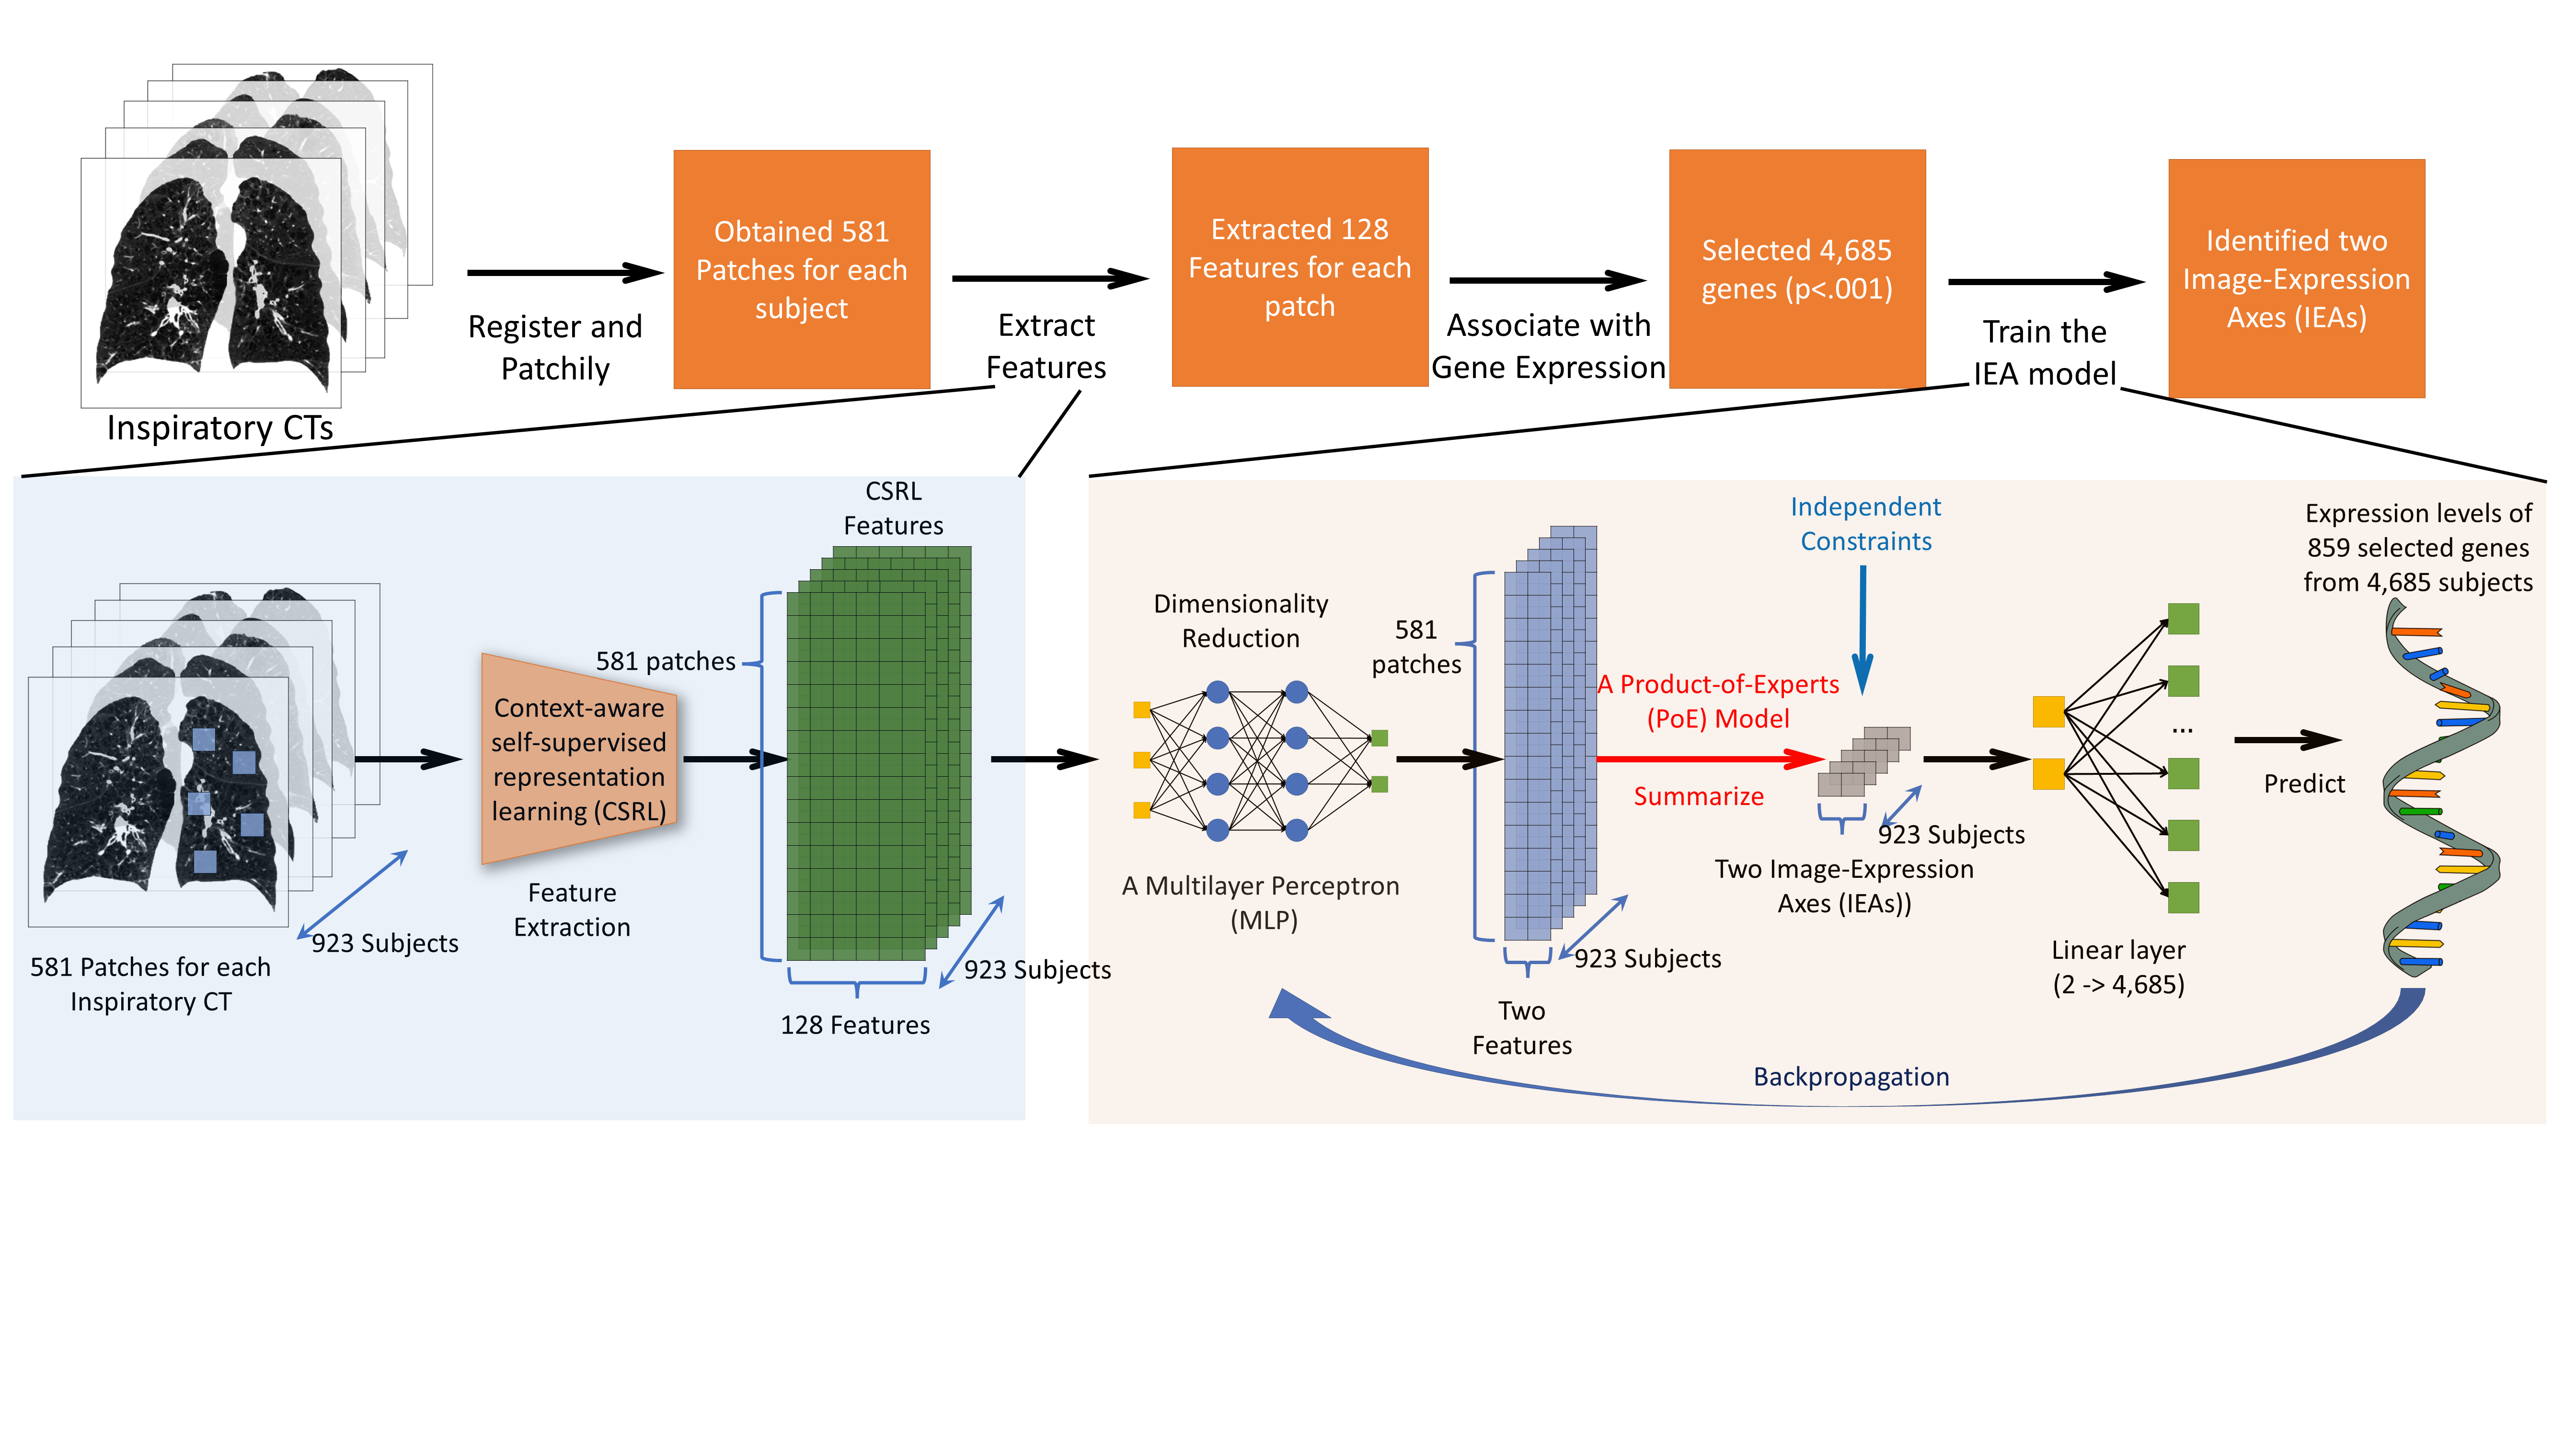 Inspiratory CTs
Register and
Patchily
Obtained 581
Patches for each
subject
Extract
Features
Extracted 128
Features for each
patch
Associate with
Gene Expression
Selected 4,685
genes (p<.001)
Train the
IEA model
Identified two
Image-Expression
Axes (IEAs)
581 Patches for each
Inspiratory CT
923 Subjects
Context-aware
self-supervised
representation
learning (CSRL)
Feature
Extraction
CSRL
Features
581 patches
128 Features
923 Subjects
Dimensionality
Reduction
A Multilayer Perceptron
(MLP)
581
patches
Two
Features
923 Subjects
A Product-of-Experts
(PoE) Model
Summarize
Independent
Constraints
923 Subjects
Two Image-Expression
Axes (IEAs))
...
Linear layer
(2 -> 4,685)
Predict
Expression levels of
859 selected genes
from 4,685 subjects
Backpropagation